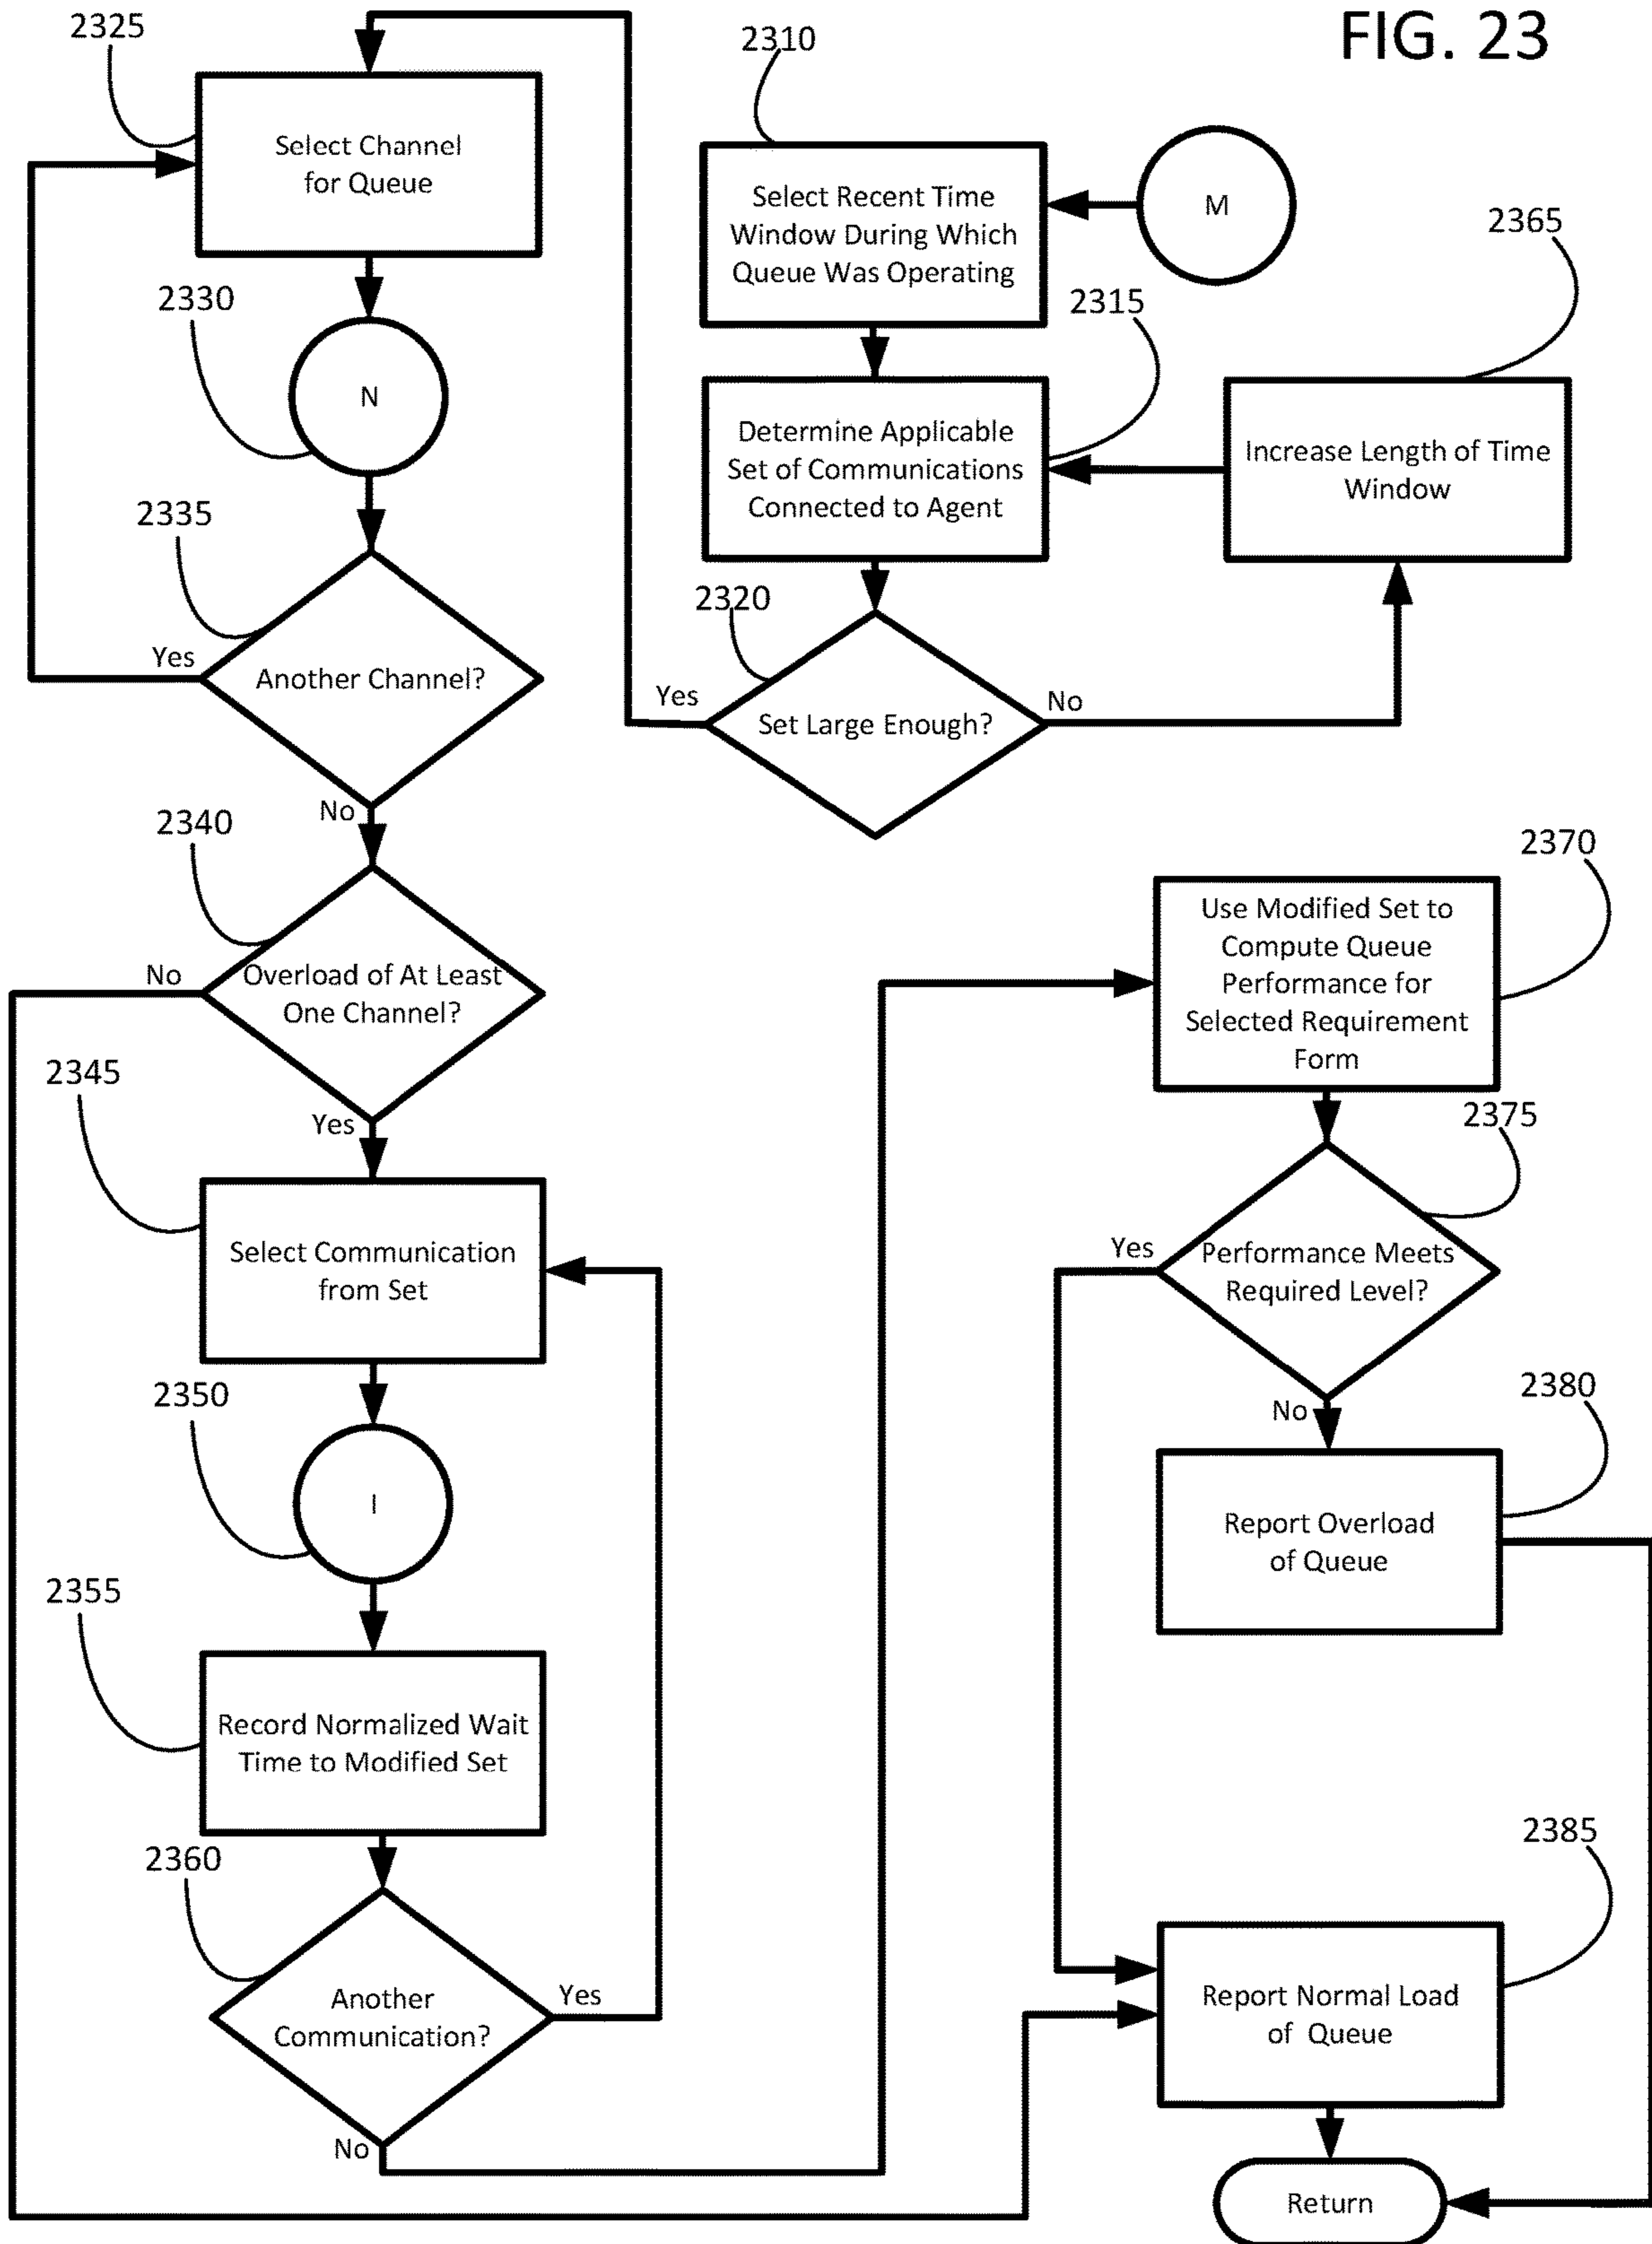 FIG. 23
2325
Select Channel
for Queue
2330
N
2335
Yes
Another Channel?
No
2340
No
Overload of At Least
One Channel?
Yes
2345
Select Communication
from Set
2350
I
2355
Record Normalized Wait
Time to Modified Set
2360
Another
Communication?
Yes
No
2310
Select Recent Time
Window During Which
Queue Was Operating
M
2315
Determine Applicable
Set of Communications
Connected to Agent
2365
Increase Length of Time
Window
2320
Yes
Set Large Enough?
No
2370
Use Modified Set to
Compute Queue
Performance for
Selected Requirement
Form
2375
Yes
Performance Meets
Required Level?
No
2380
Report Overload
of Queue
2385
Report Normal Load
of Queue
Return